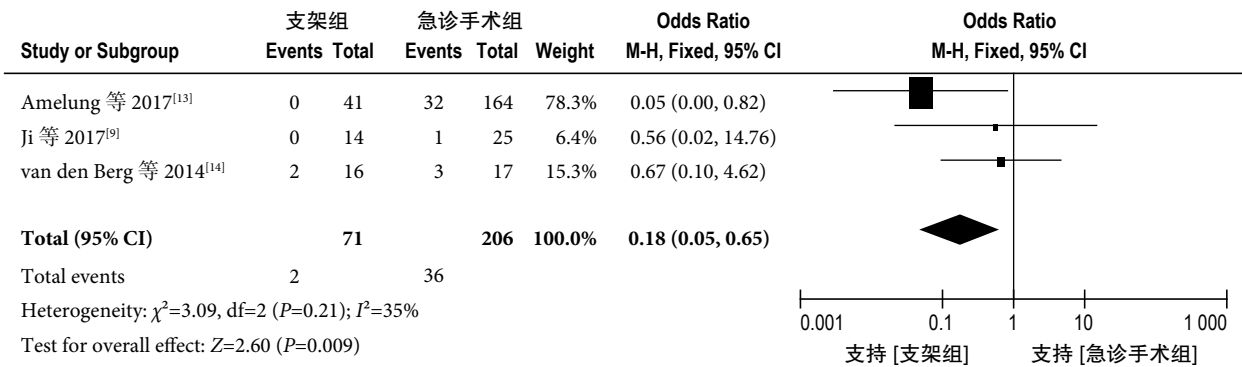 支架组 急诊手术组 Odds Ratio Odds Ratio
Study or Subgroup Events Total Events Total Weight M-H, Fixed, 95% CI M-H, Fixed, 95% CI
Amelung 等 2017[13] 0 41 32 164 78.3% 0.05 (0.00, 0.82)
Ji 等 2017[9] 0 14 1 25 6.4% 0.56 (0.02, 14.76)
van den Berg 等 2014[14] 2 16 3 17 15.3% 0.67 (0.10, 4.62)
Total (95% CI) 71 206 100.0% 0.18 (0.05, 0.65)
Total events 2 36
Heterogeneity: χ²=3.09, df=2 (P=0.21); I²=35%
Test for overall effect: Z=2.60 (P=0.009)
0.001 0.1 1 10 1 000
支持 [支架组] 支持 [急诊手术组]